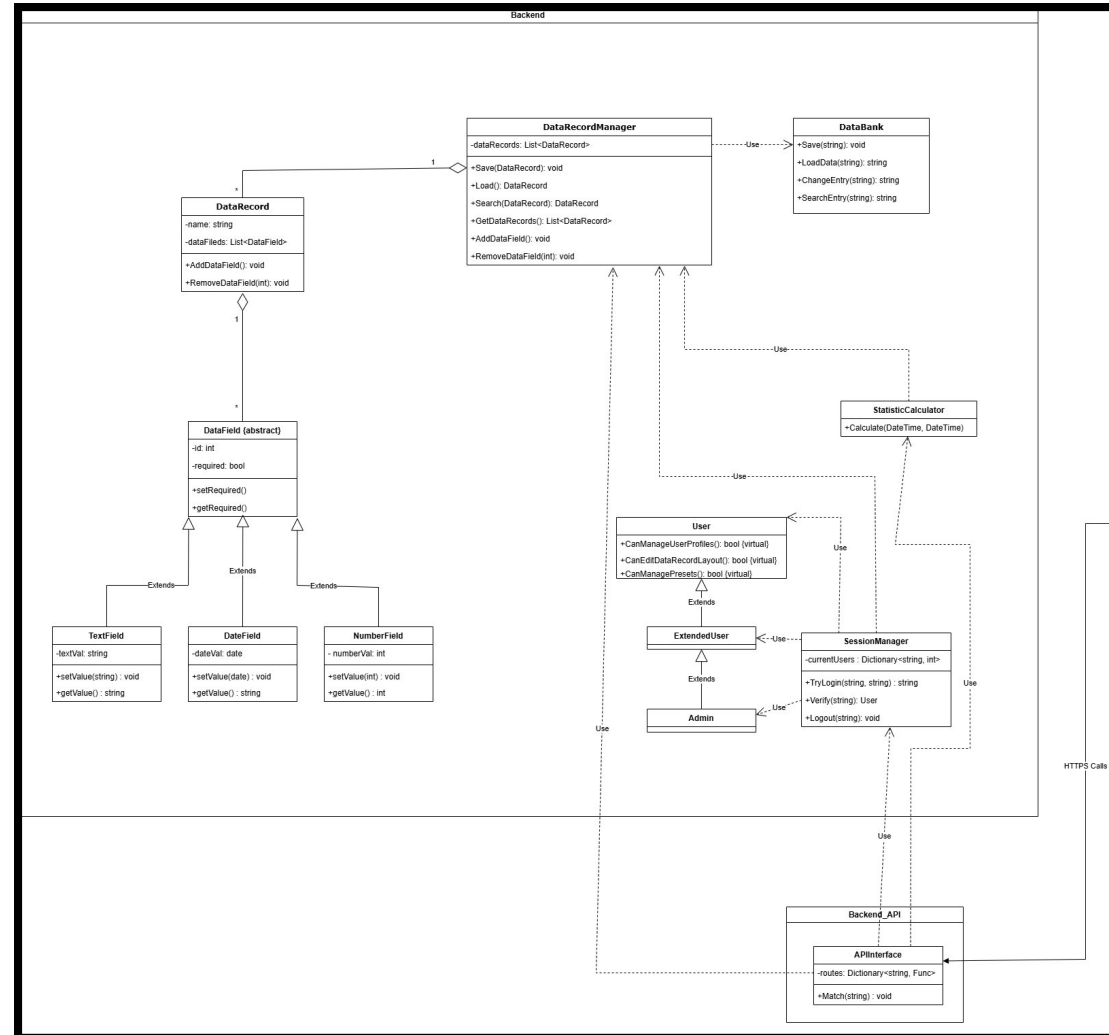 Backend
DataRecordManager
-dataRecords: List<DataRecord>
+Save(DataRecord): void
+Load(): DataRecord
+Search(DataRecord): DataRecord
+GetDataRecords(): List<DataRecord>
+AddDataField(): void
+RemoveDataField(int): void
Use
DataBank
+Save(string): void
+LoadData(string): string
+ChangeEntry(string): string
+SearchEntry(string): string
1
*
DataRecord
-name: string
-dataFileds: List<DataField>
+AddDataField(): void
+RemoveDataField(int): void
1
*
DataField {abstract}
-id: int
-required: bool
+setRequired()
+getRequired()
Extends
Extends
Extends
TextField
-textVal: string
+setValue(string) : void
+getValue() : string
DateField
-dateVal: date
+setValue(date) : void
+getValue() : string
NumberField
- numberVal: int
+setValue(int) : void
+getValue() : int
Use
StatisticCalculator
+Calculate(DateTime, DateTime)
Use
User
+CanManageUserProfiles(): bool {virtual}
+CanEditDataRecordLayout(): bool {virtual}
+CanManagePresets(): bool {virtual}
Use
Extends
ExtendedUser
Use
Extends
Admin
Use
SessionManager
-currentUsers : Dictionary<string, int>
+TryLogin(string, string) : string
+Verify(string): User
+Logout(string): void
Use
Use
HTTPS Calls
Use
Backend_API
APIInterface
-routes: Dictionary<string, Func>
+Match(string) : void